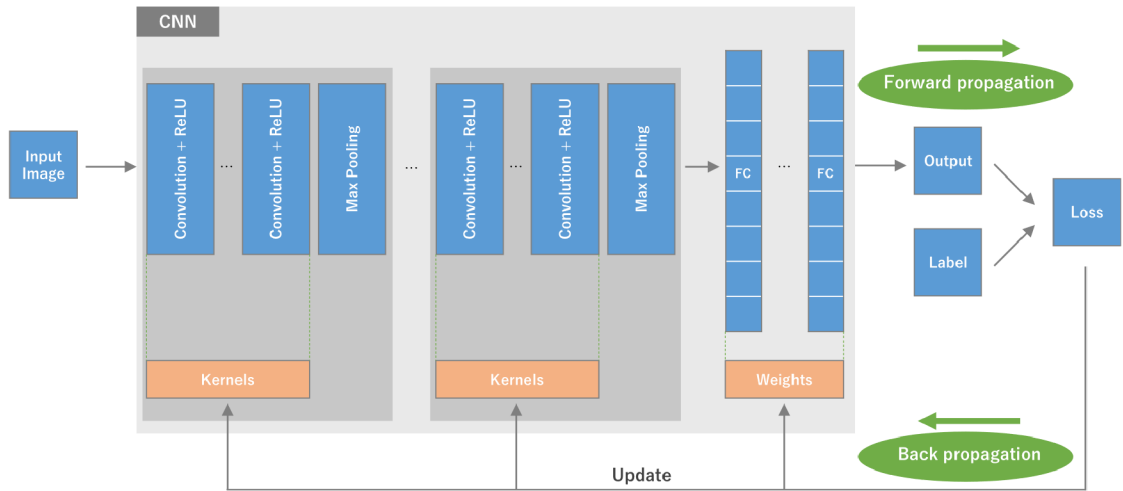 CNN
Input
Image
Convolution + ReLU
...
Convolution + ReLU
Max Pooling
...
Convolution + ReLU
...
Convolution + ReLU
Max Pooling
FC
...
FC
Forward propagation
Output
Label
Loss
Kernels
Kernels
Weights
Back propagation
Update